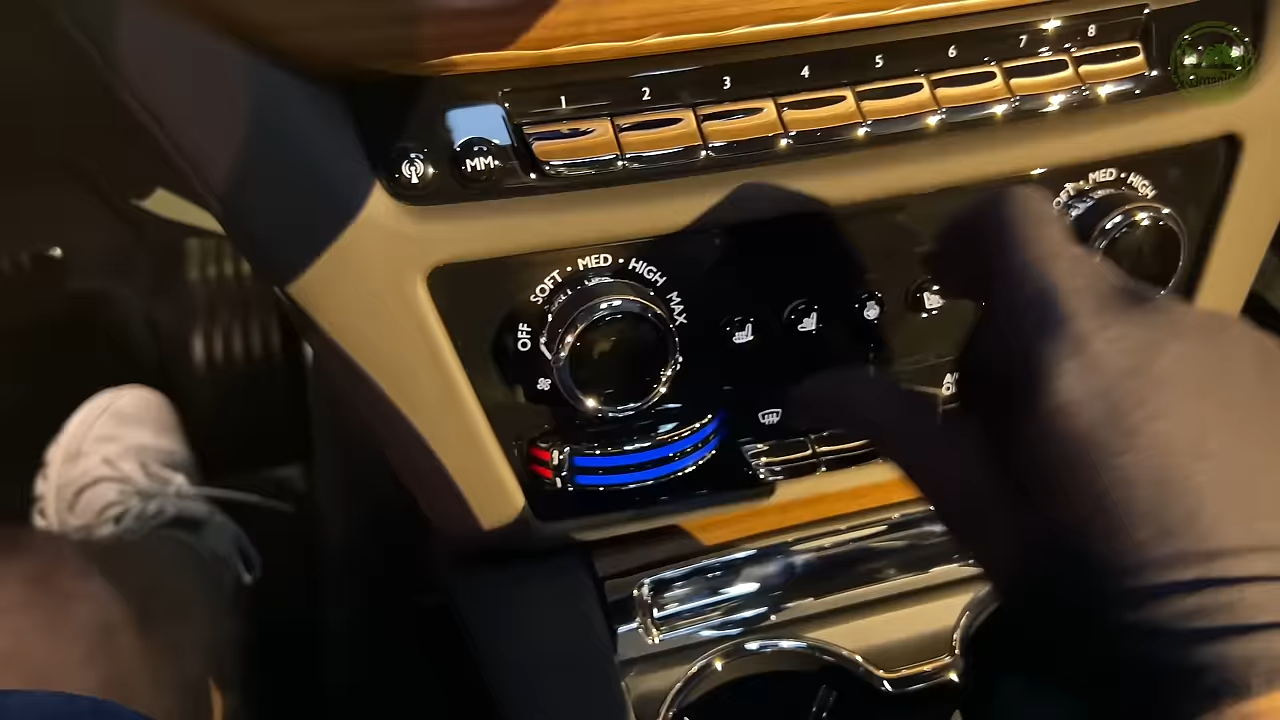 1 2 3 4 5 6 7 8
MM
SOFT • MED • HIGH MAX
OFF
MED • HIGH